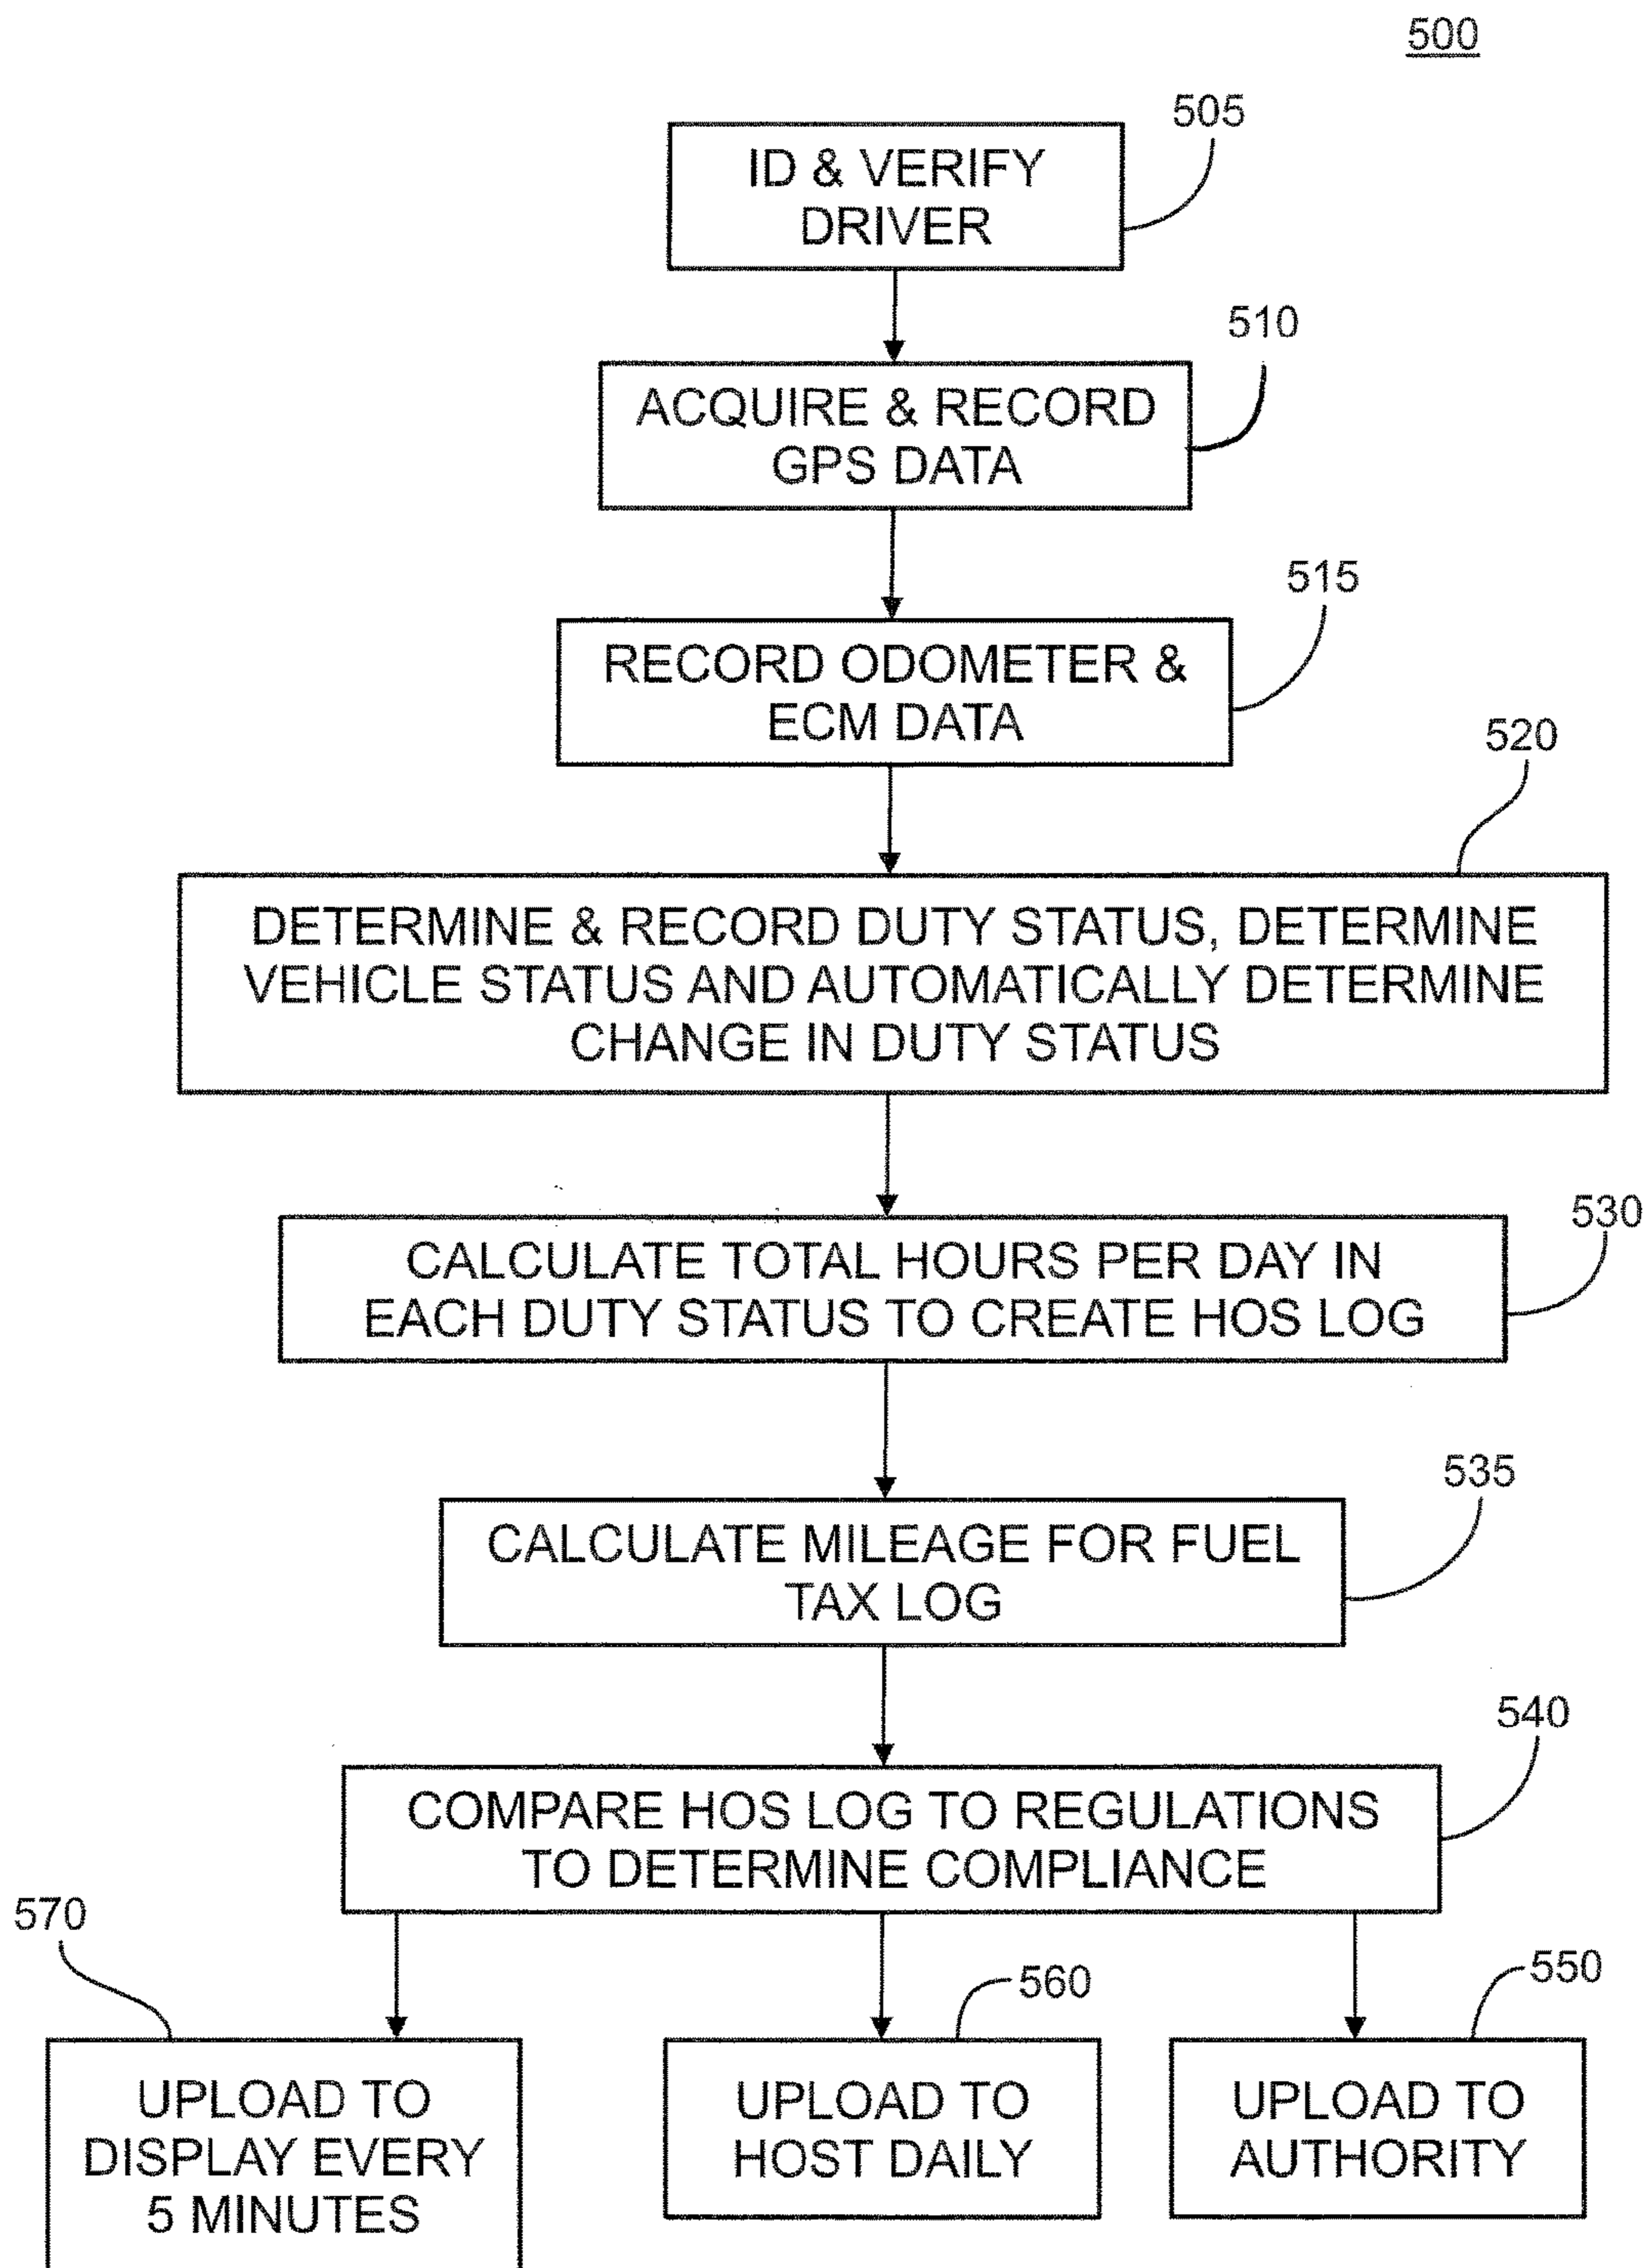 500
505
ID & VERIFY
DRIVER
510
ACQUIRE & RECORD
GPS DATA
515
RECORD ODOMETER &
ECM DATA
520
DETERMINE & RECORD DUTY STATUS, DETERMINE
VEHICLE STATUS AND AUTOMATICALLY DETERMINE
CHANGE IN DUTY STATUS
530
CALCULATE TOTAL HOURS PER DAY IN
EACH DUTY STATUS TO CREATE HOS LOG
535
CALCULATE MILEAGE FOR FUEL
TAX LOG
540
COMPARE HOS LOG TO REGULATIONS
TO DETERMINE COMPLIANCE
570
UPLOAD TO
DISPLAY EVERY
5 MINUTES
560
UPLOAD TO
HOST DAILY
550
UPLOAD TO
AUTHORITY